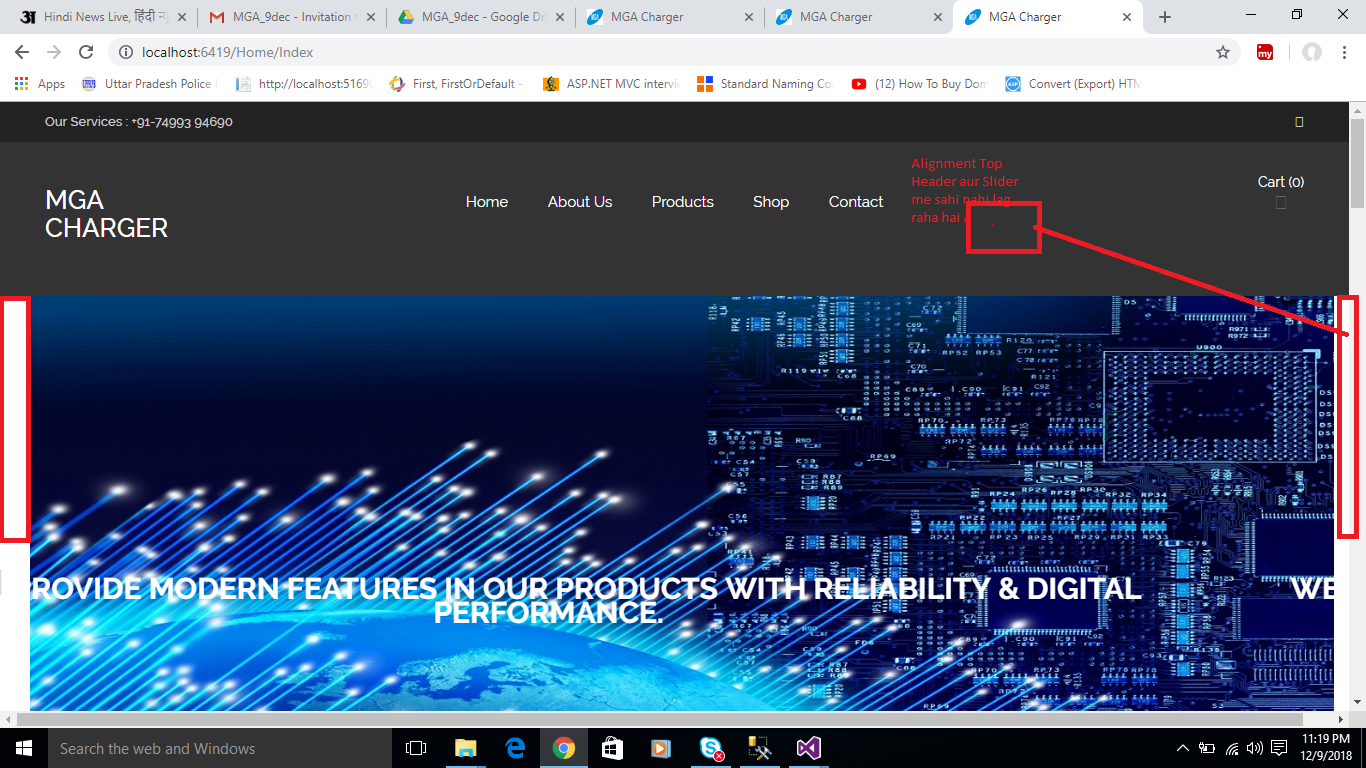 Hindi News Live, हिंदी न्यू
MGA_9dec - Invitation t
MGA_9dec - Google Dr
MGA Charger
MGA Charger
MGA Charger
localhost:6419/Home/Index
Apps
Uttar Pradesh Police
http://localhost:5169
First, FirstOrDefault -
ASP.NET MVC intervi
Standard Naming Co
(12) How To Buy Dom
Convert (Export) HTM
Our Services : +91-74993 94690
MGA
CHARGER
Home
About Us
Products
Shop
Contact
Alignment Top
Header aur Slider
me sahi nahi lag
raha hai
Cart (0)
ROVIDE MODERN FEATURES IN OUR PRODUCTS WITH RELIABILITY & DIGITAL
PERFORMANCE.
WE
Search the web and Windows
11:19 PM
12/9/2018